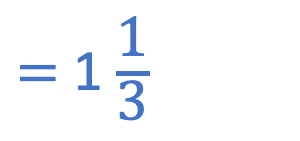 = 1 1/3